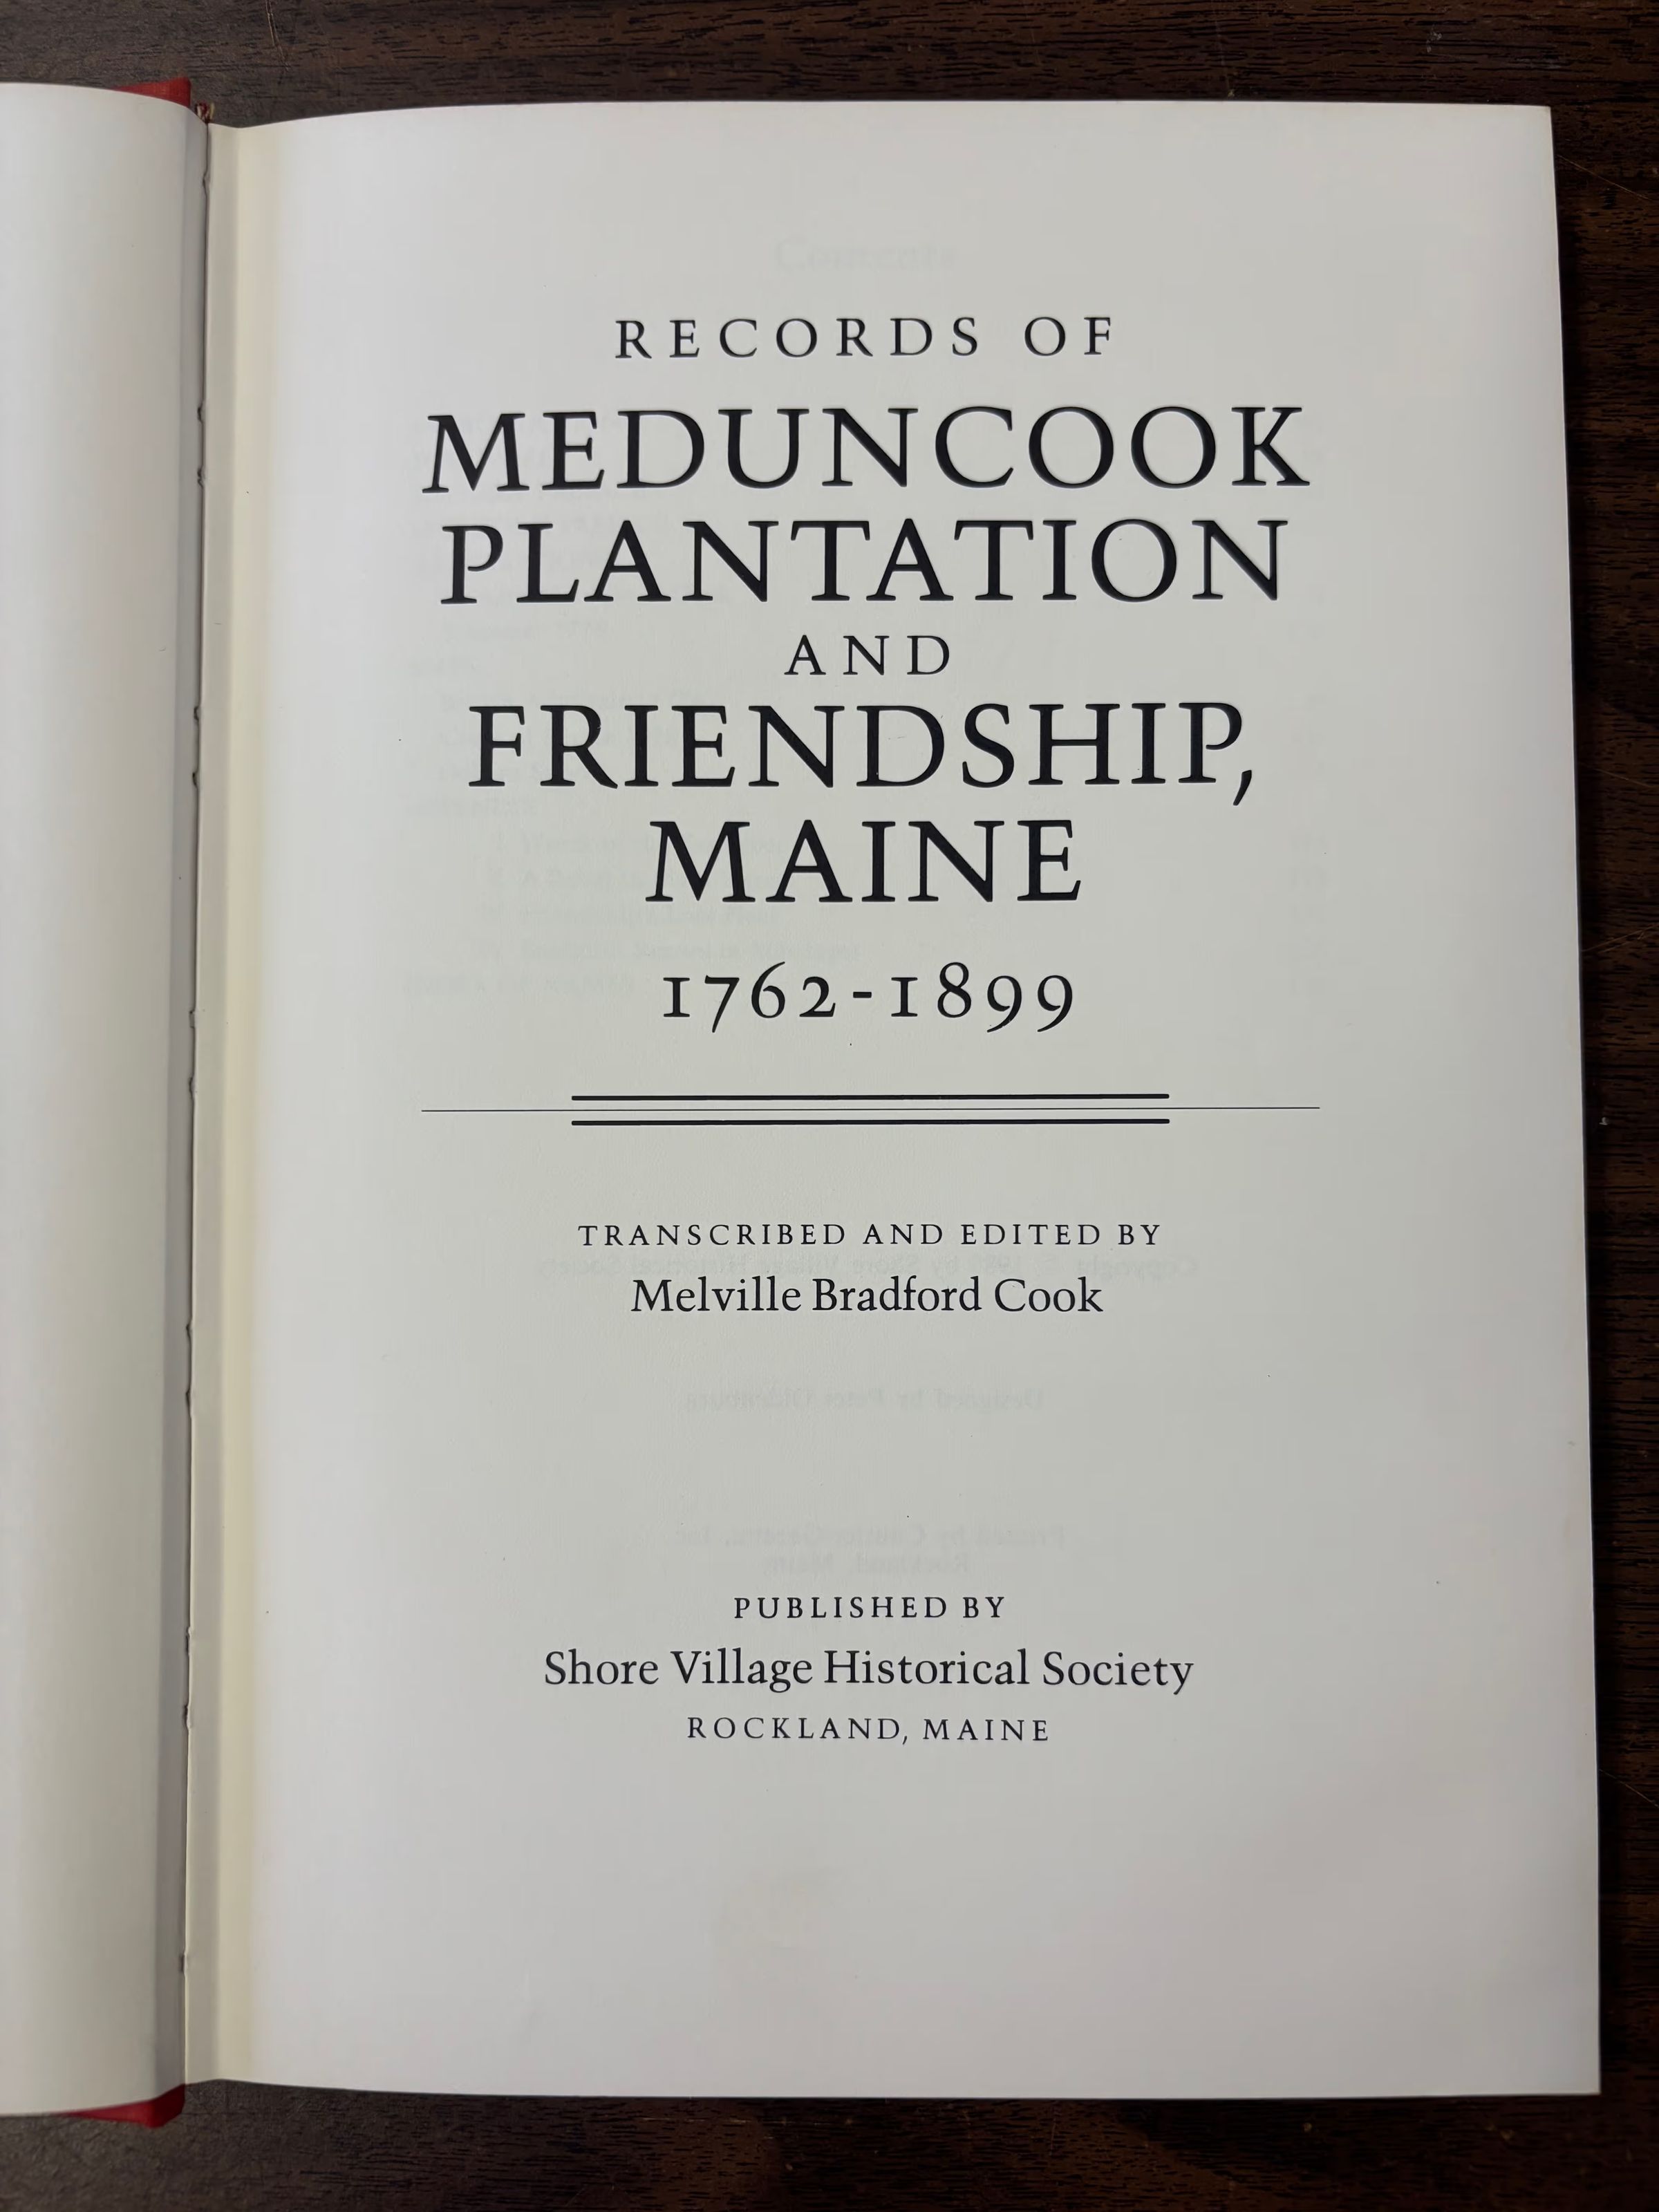 RECORDS OF
MEDUNCOOK
PLANTATION
AND
FRIENDSHIP,
MAINE
1762-1899
TRANSCRIBED AND EDITED BY
Melville Bradford Cook
PUBLISHED BY
Shore Village Historical Society
ROCKLAND, MAINE